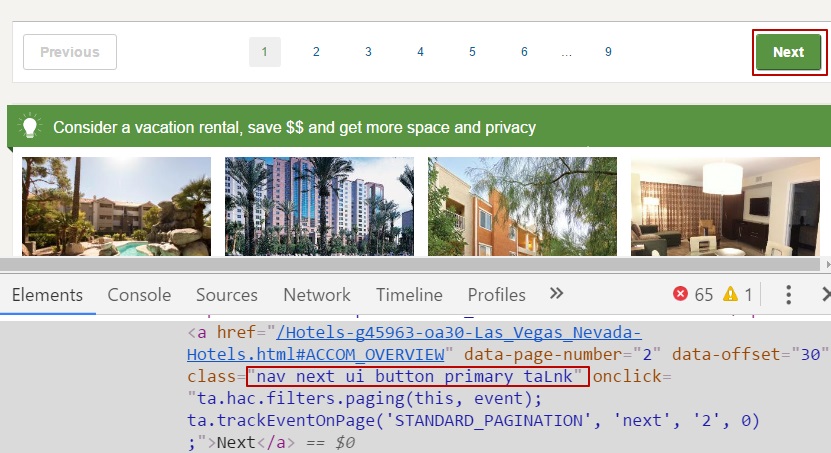 Previous 1 2 3 4 5 6 ... 9 Next
Consider a vacation rental, save $$ and get more space and privacy
Elements Console Sources Network Timeline Profiles » 65 1
<a href="/Hotels-g45963-oa30-Las_Vegas_Nevada-
Hotels.html#ACCOM_OVERVIEW" data-page-number="2" data-offset="30"
class="nav next ui button primary taLnk" onclick=
"ta.hac.filters.paging(this, event);
ta.trackEventOnPage('STANDARD_PAGINATION', 'next', '2', 0)
;">Next</a> == $0